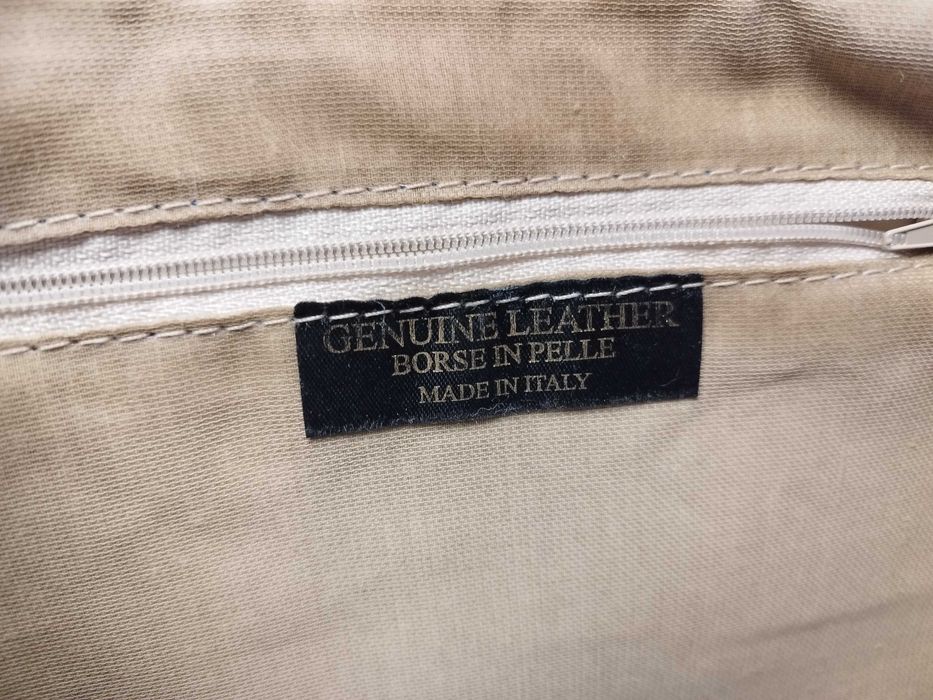 GENUINE LEATHER
BORSE IN PELLE
MADE IN ITALY